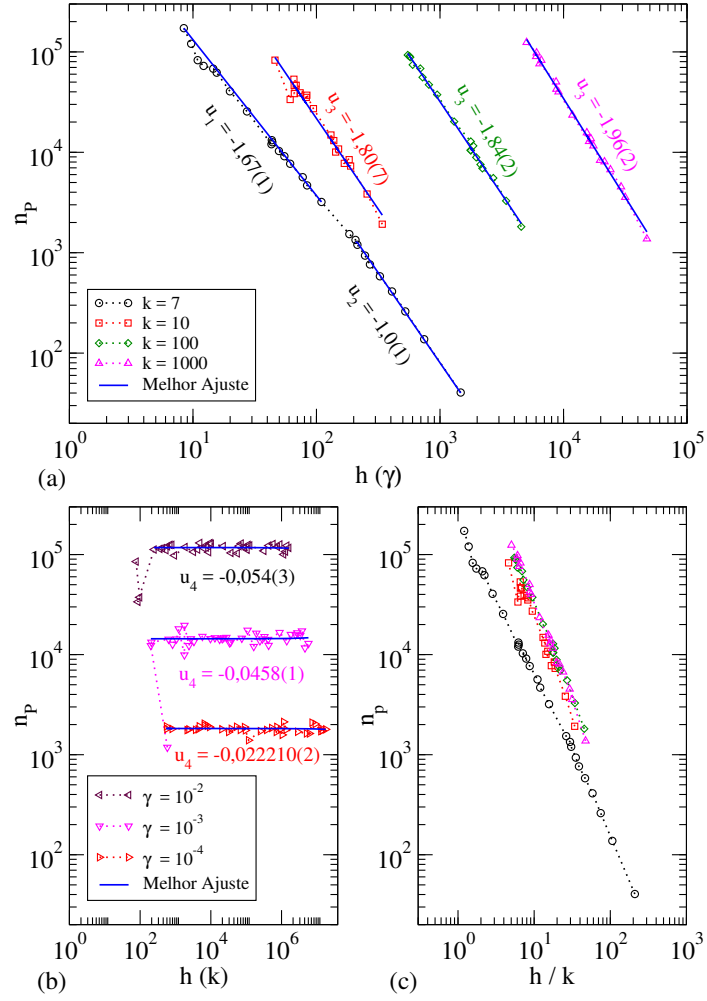 10^5
10^4
10^3
10^2
n_p
u_1 = -1,67(1)
u_3 = -1,80(7)
u_3 = -1,84(2)
u_3 = -1,96(2)
u_2 = -1,0(1)
k = 7
k = 10
k = 100
k = 1000
Melhor Ajuste
10^0 10^1 10^2 10^3 10^4 10^5
(a) h (γ)
10^5
10^4
10^3
10^2
n_p
u_4 = -0,054(3)
u_4 = -0,0458(1)
u_4 = -0,022210(2)
γ = 10^-2
γ = 10^-3
γ = 10^-4
Melhor Ajuste
10^0 10^2 10^4 10^6
(b) h (k)
10^5
10^4
10^3
10^2
n_p
10^0 10^1 10^2 10^3
(c) h / k